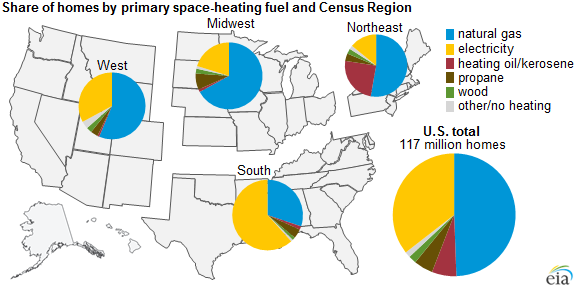 Share of homes by primary space-heating fuel and Census Region
Midwest
Northeast
natural gas
electricity
heating oil/kerosene
propane
wood
other/no heating
West
U.S. total
117 million homes
South
eia